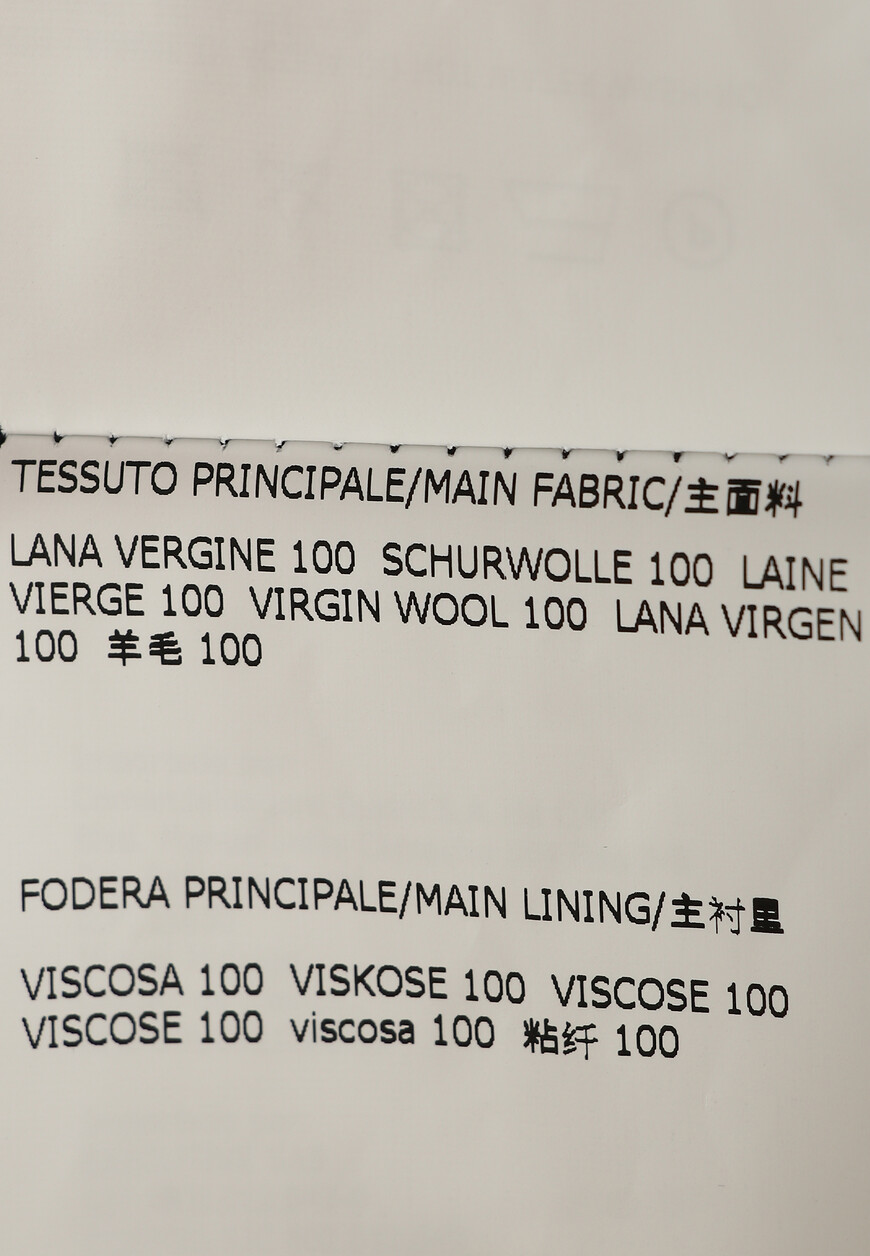 TESSUTO PRINCIPALE/MAIN FABRIC/主面料
LANA VERGINE 100 SCHURWOLLE 100 LAINE
VIERGE 100 VIRGIN WOOL 100 LANA VIRGEN
100 羊毛 100
FODERA PRINCIPALE/MAIN LINING/主衬里
VISCOSA 100 VISKOSE 100 VISCOSE 100
VISCOSE 100 viscosa 100 粘纤 100